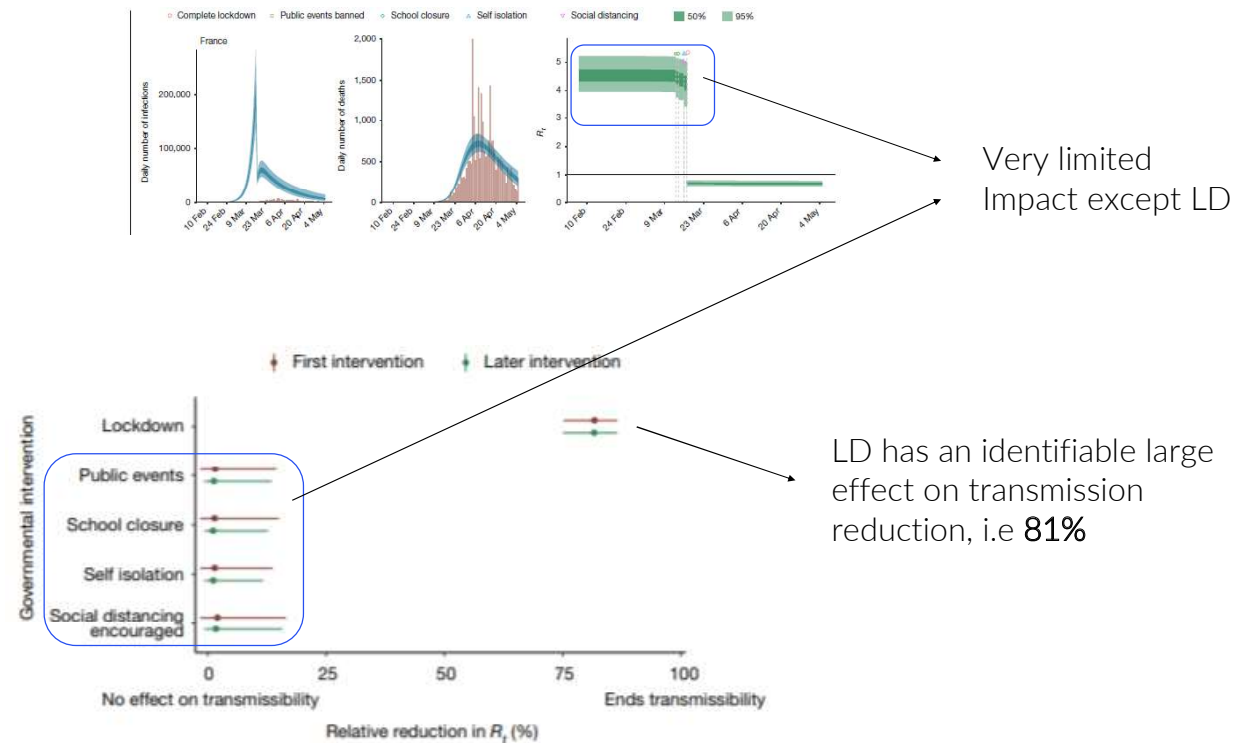 Complete lockdown Public events banned School closure Self isolation Social distancing 50% 95%
France
Daily number of infections
200,000
100,000
0
10 Feb
24 Feb
9 Mar
23 Mar
6 Apr
20 Apr
4 May
Daily number of deaths
2,000
1,500
1,000
500
0
10 Feb
24 Feb
9 Mar
23 Mar
6 Apr
20 Apr
4 May
Rt
5
4
3
2
1
0
10 Feb
24 Feb
9 Mar
23 Mar
6 Apr
20 Apr
4 May
Very limited
Impact except LD
First intervention Later intervention
Governmental intervention
Lockdown
Public events
School closure
Self isolation
Social distancing
encouraged
0 25 50 75 100
No effect on transmissibility Ends transmissibility
Relative reduction in Rt (%)
LD has an identifiable large
effect on transmission
reduction, i.e 81%